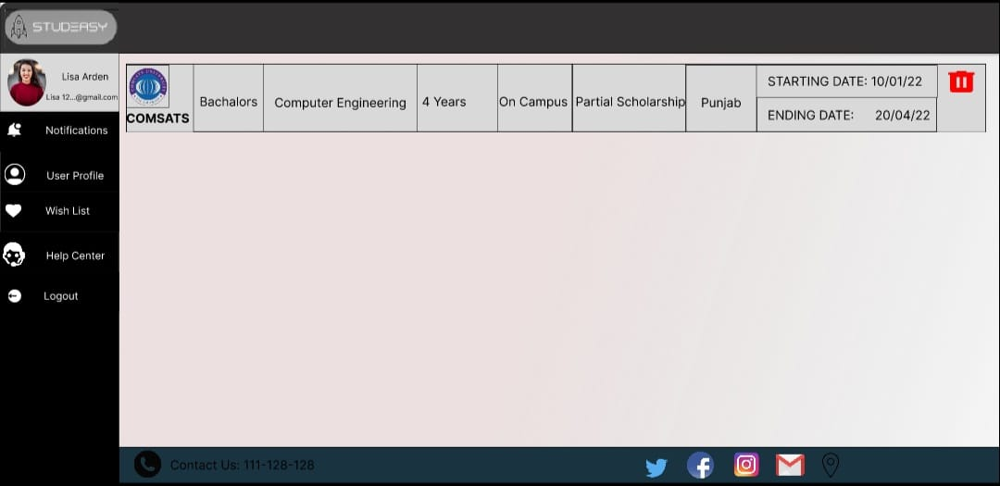 STUDEASY
Lisa Arden
Lisa 12...@gmail.com
Notifications
User Profile
Wish List
Help Center
Logout
COMSATS
Bachalors
Computer Engineering
4 Years
On Campus
Partial Scholarship
Punjab
STARTING DATE: 10/01/22
ENDING DATE: 20/04/22
Contact Us: 111-128-128